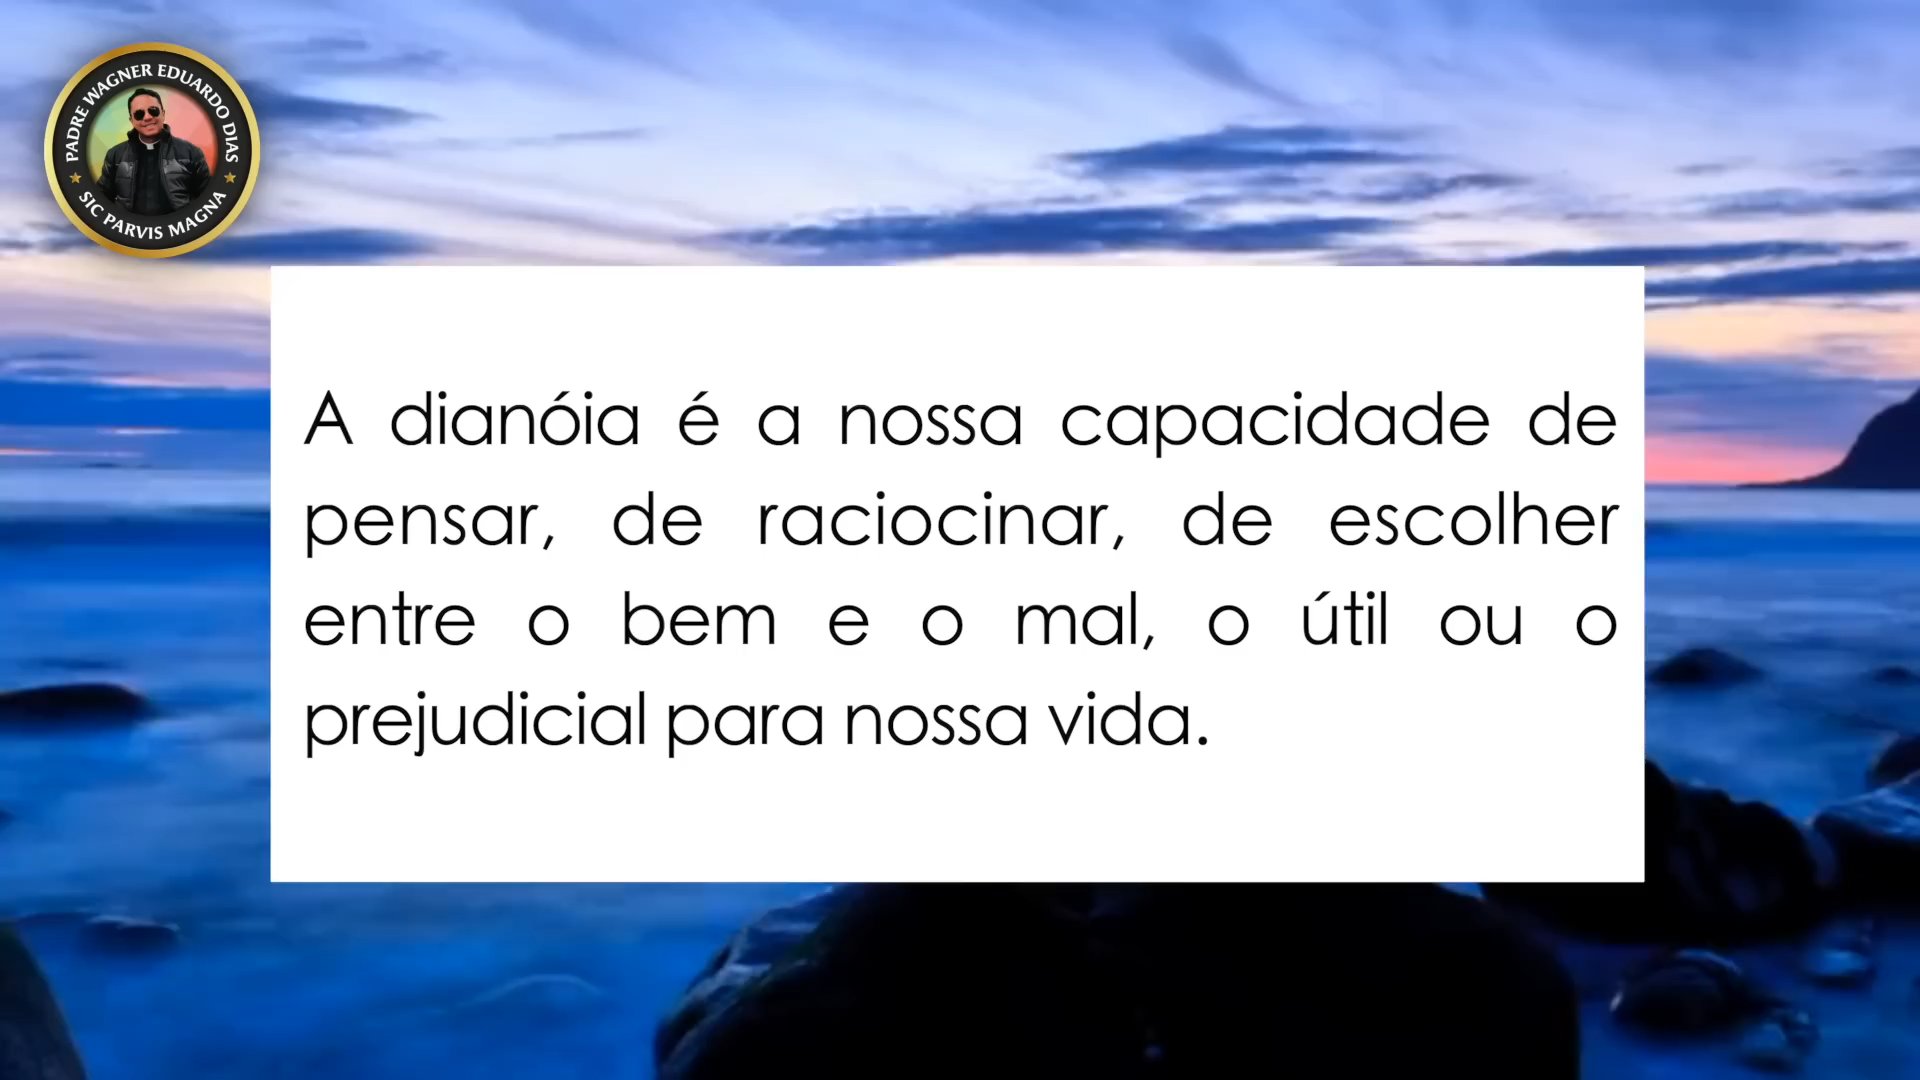 PADRE WAGNER EDUARDO DIAS
SIC PARVIS MAGNA
A dianóia é a nossa capacidade de
pensar, de raciocinar, de escolher
entre o bem e o mal, o útil ou o
prejudicial para nossa vida.